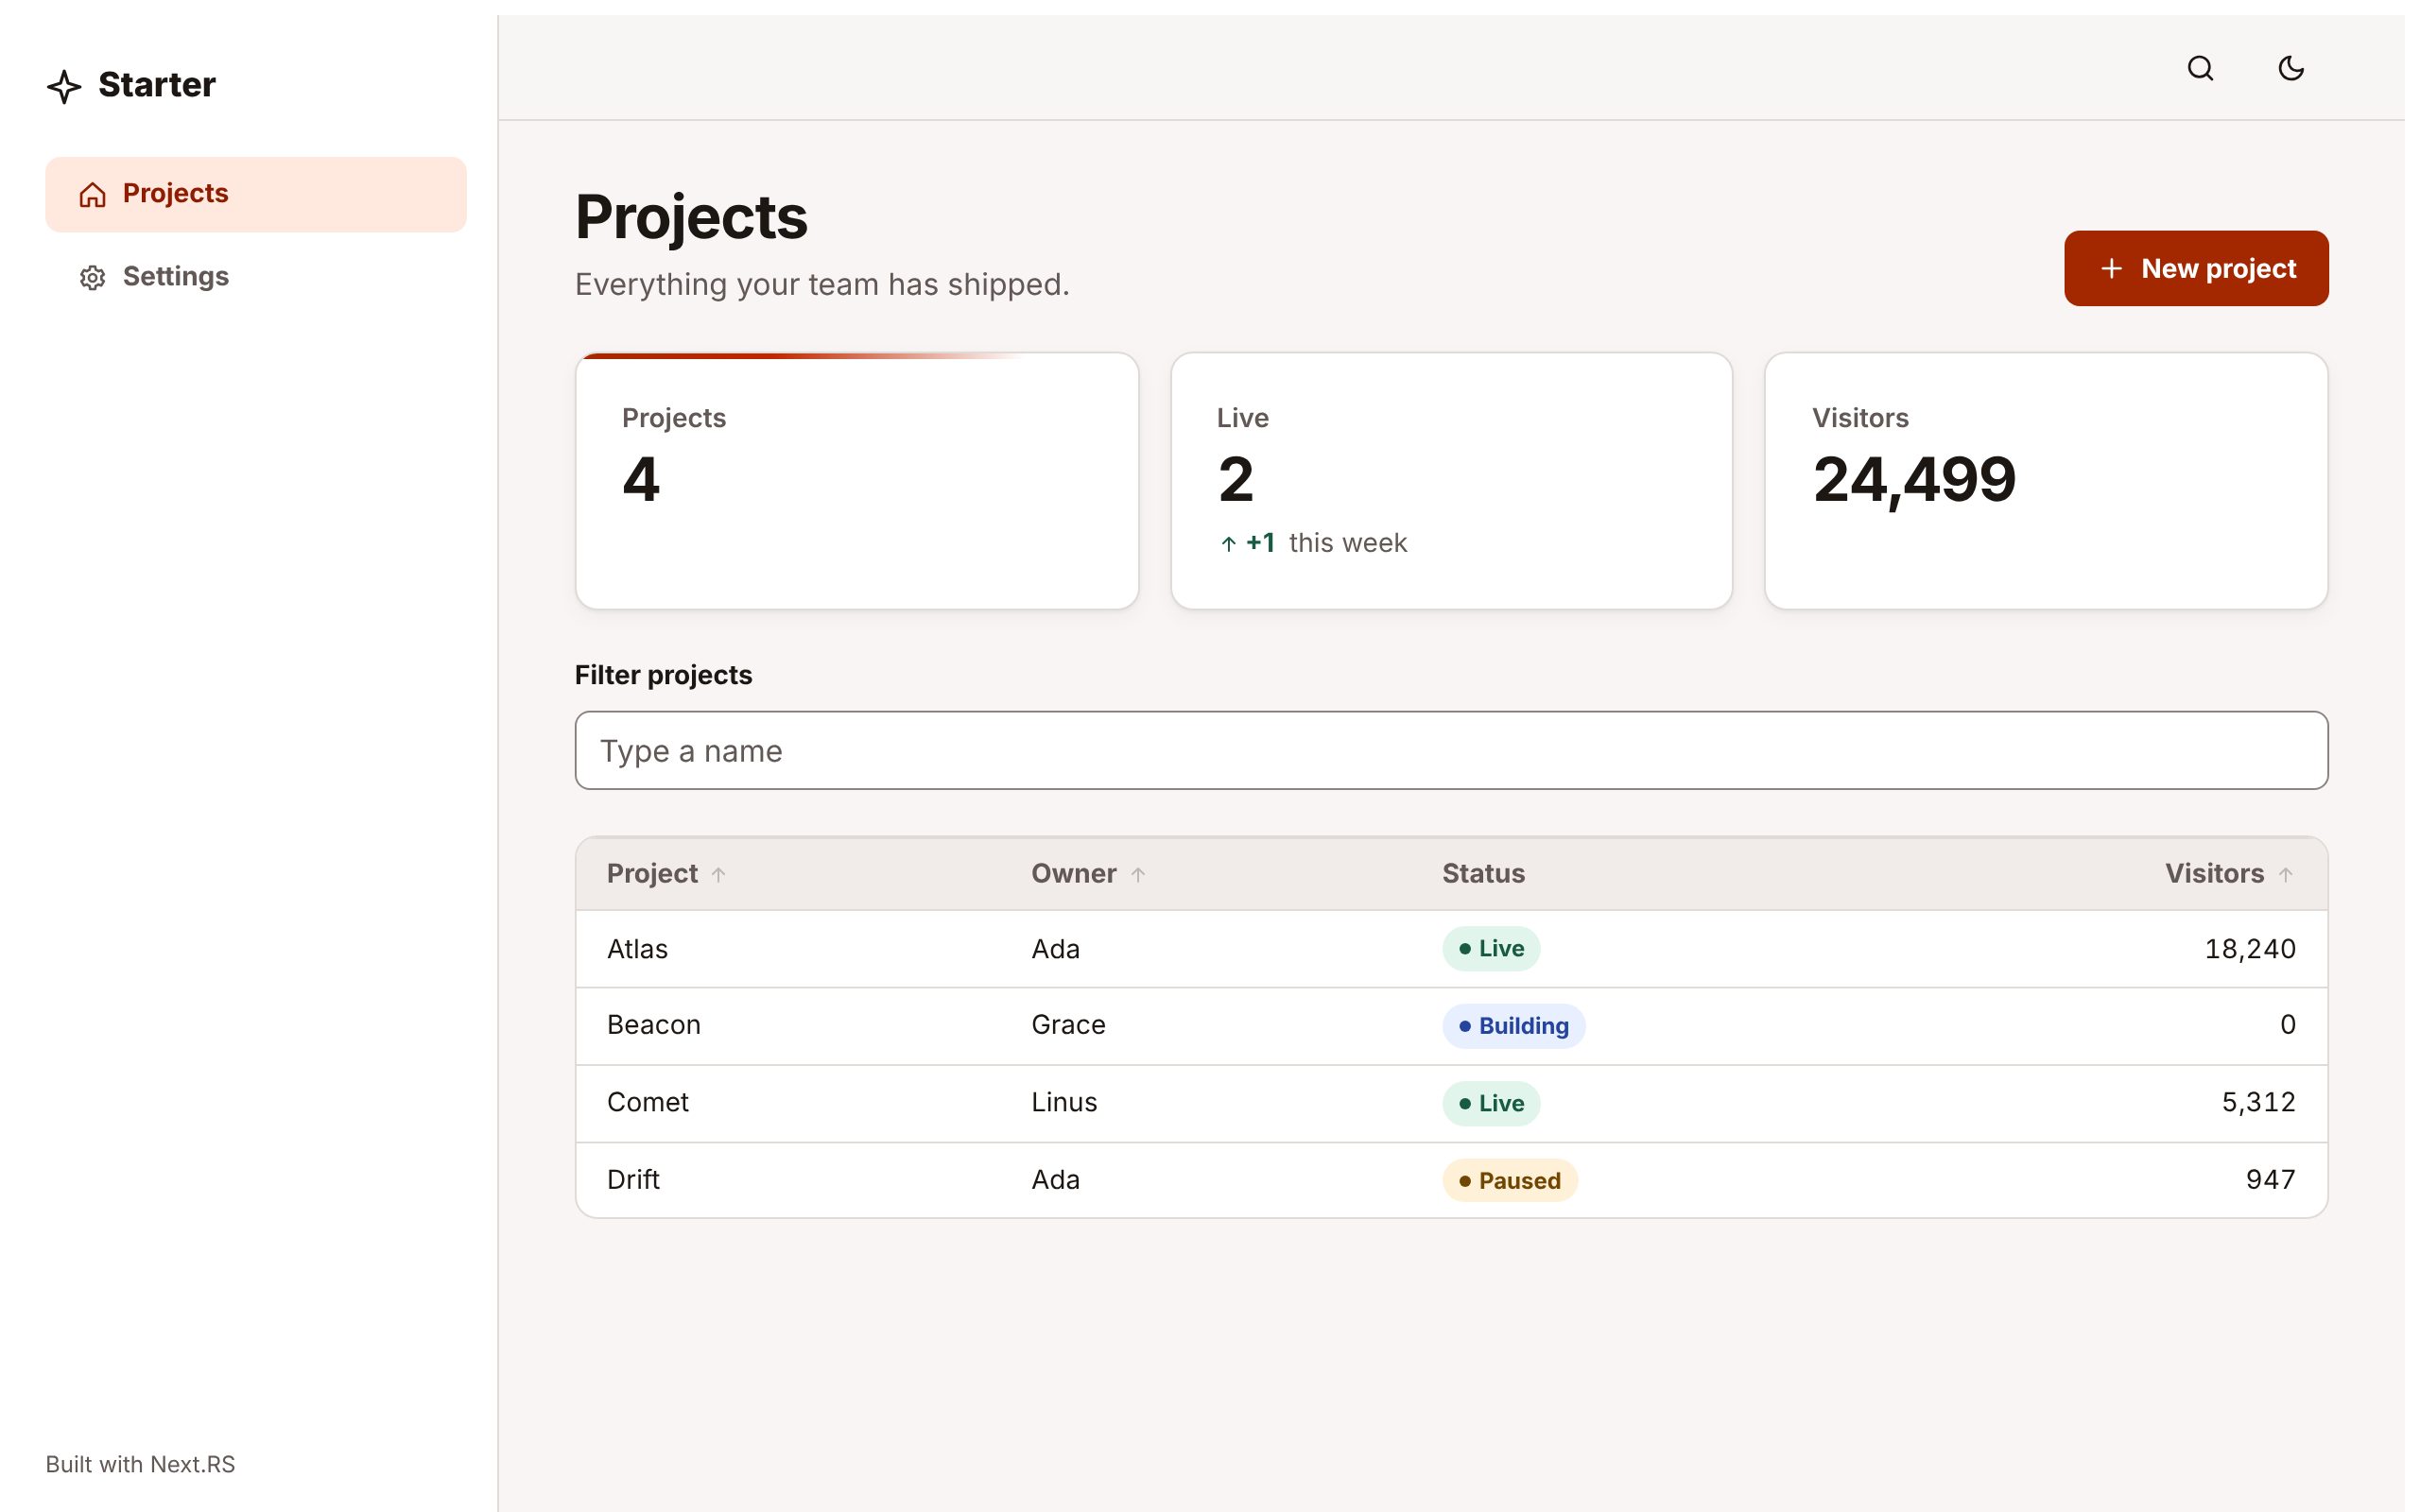 Starter
Projects
Settings
Built with Next.RS
Projects
Everything your team has shipped.
New project
Projects
4
Live
2
+1 this week
Visitors
24,499
Filter projects
Type a name
Project Owner Status Visitors
Atlas Ada Live 18,240
Beacon Grace Building 0
Comet Linus Live 5,312
Drift Ada Paused 947